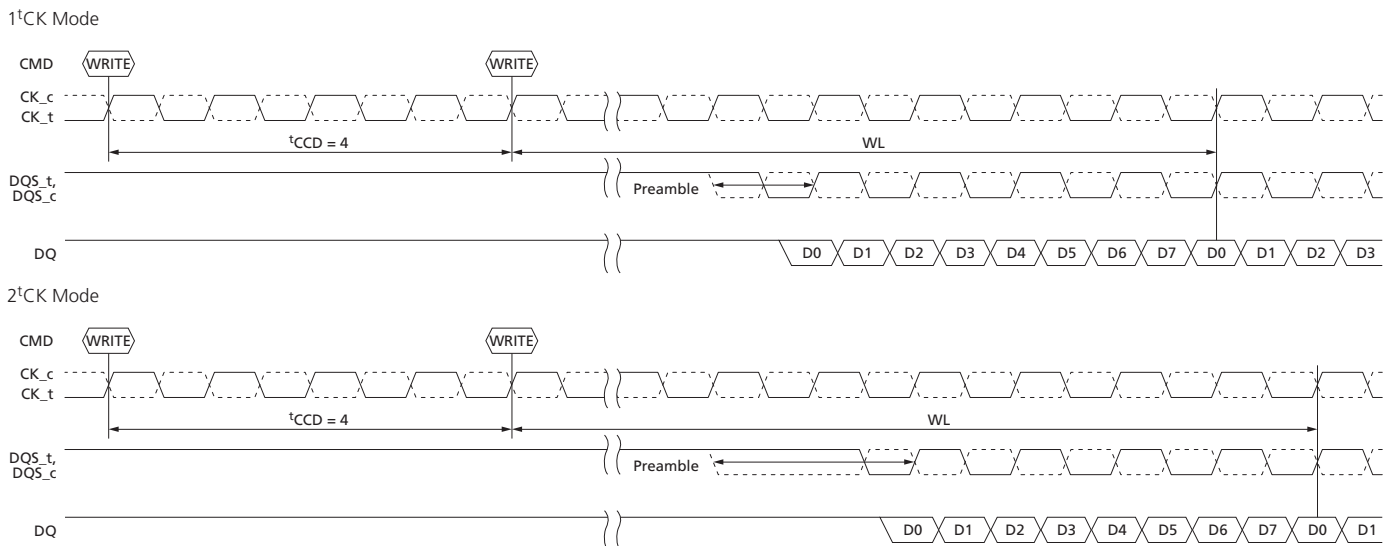 1ᵗCK Mode
CMD WRITE WRITE
CK_c
CK_t
ᵗCCD = 4 WL
DQS_t,
DQS_c
Preamble
DQ D0 D1 D2 D3 D4 D5 D6 D7 D0 D1 D2 D3
2ᵗCK Mode
CMD WRITE WRITE
CK_c
CK_t
ᵗCCD = 4 WL
DQS_t,
DQS_c
Preamble
DQ D0 D1 D2 D3 D4 D5 D6 D7 D0 D1